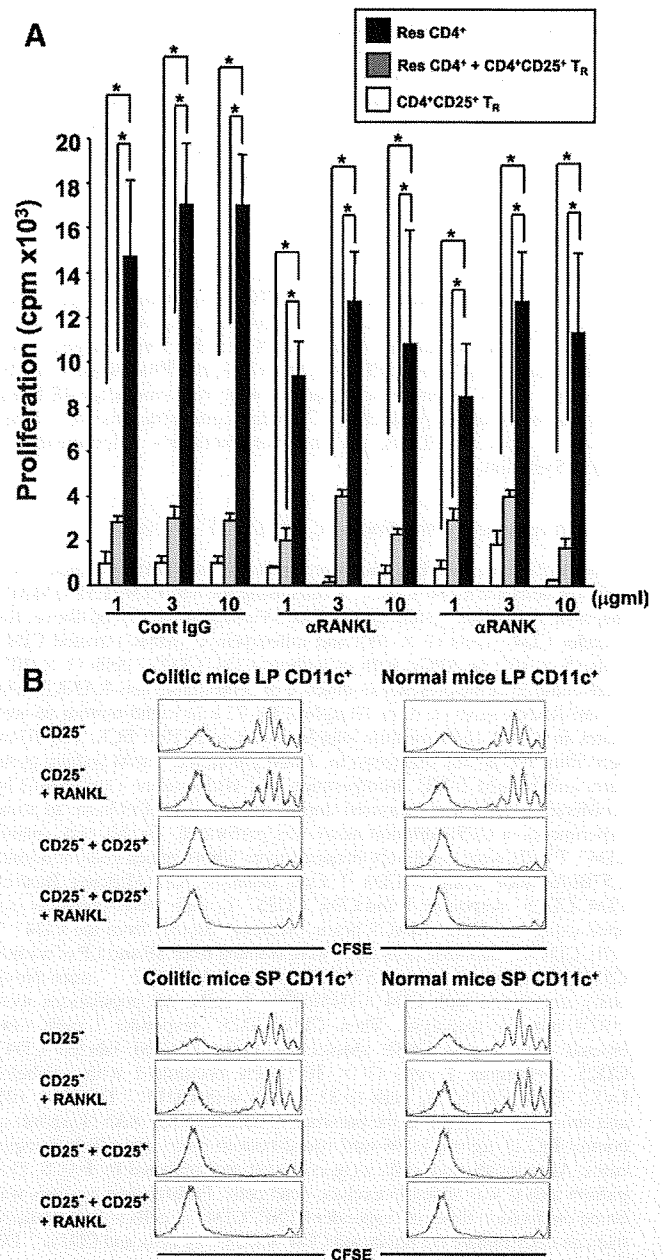 A
Res CD4⁺
Res CD4⁺ + CD4⁺CD25⁺ T_R
CD4⁺CD25⁺ T_R
Proliferation (cpm x10³)
20
18
16
14
12
10
8
6
4
2
0
* * * * * * * * * * * * * * * * * *
1 3 10 1 3 10 1 3 10 (μgml)
Cont IgG αRANKL αRANK
B
Colitic mice LP CD11c⁺ Normal mice LP CD11c⁺
CD25⁻
CD25⁻
+ RANKL
CD25⁻ + CD25⁺
CD25⁻ + CD25⁺
+ RANKL
CFSE
Colitic mice SP CD11c⁺ Normal mice SP CD11c⁺
CD25⁻
CD25⁻
+ RANKL
CD25⁻ + CD25⁺
CD25⁻ + CD25⁺
+ RANKL
CFSE